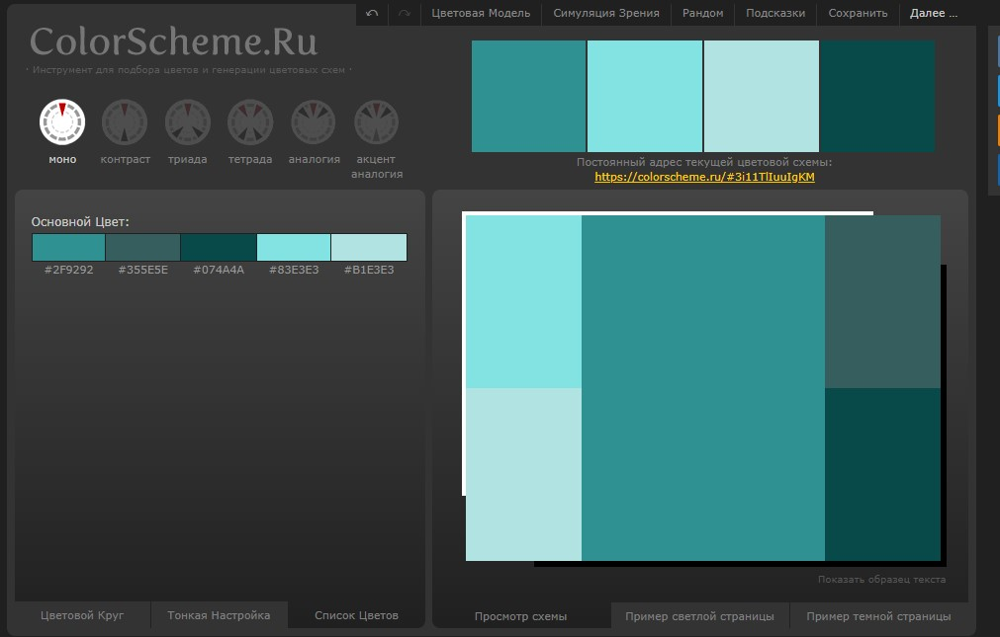 Цветовая Модель
Симуляция Зрения
Рандом
Подсказки
Сохранить
Далее ...
ColorScheme.Ru
· Инструмент для подбора цветов и генерации цветовых схем ·
моно
контраст
триада
тетрада
аналогия
акцент
аналогия
Постоянный адрес текущей цветовой схемы:
https://colorscheme.ru/#3i11TlIuuIgKM
Основной Цвет:
#2F9292
#355E5E
#074A4A
#83E3E3
#B1E3E3
Показать образец текста
Цветовой Круг
Тонкая Настройка
Список Цветов
Просмотр схемы
Пример светлой страницы
Пример темной страницы